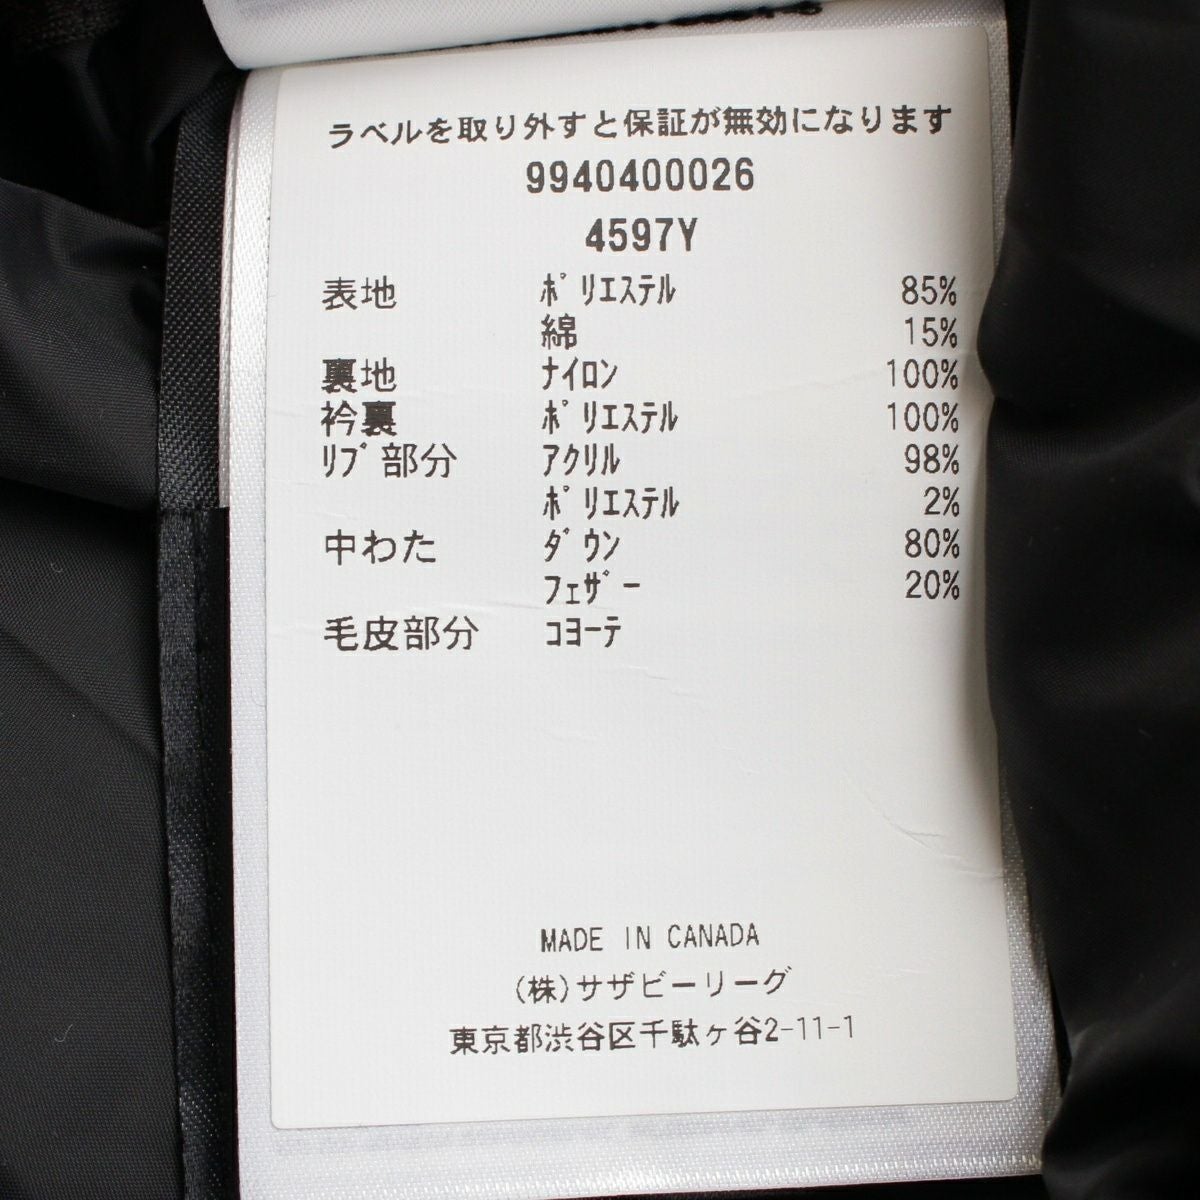 ラベルを取り外すと保証が無効になります
9940400026
4597Y
表地 ﾎﾟﾘｴｽﾃﾙ 85%
綿 15%
裏地 ﾅｲﾛﾝ 100%
衿裏 ﾎﾟﾘｴｽﾃﾙ 100%
ﾘﾌﾞ部分 ｱｸﾘﾙ 98%
ﾎﾟﾘｴｽﾃﾙ 2%
中わた ﾀﾞｳﾝ 80%
ﾌｪｻﾞｰ 20%
毛皮部分 ｺﾖｰﾃ
MADE IN CANADA
(株)サザビーリーグ
東京都渋谷区千駄ヶ谷2-11-1